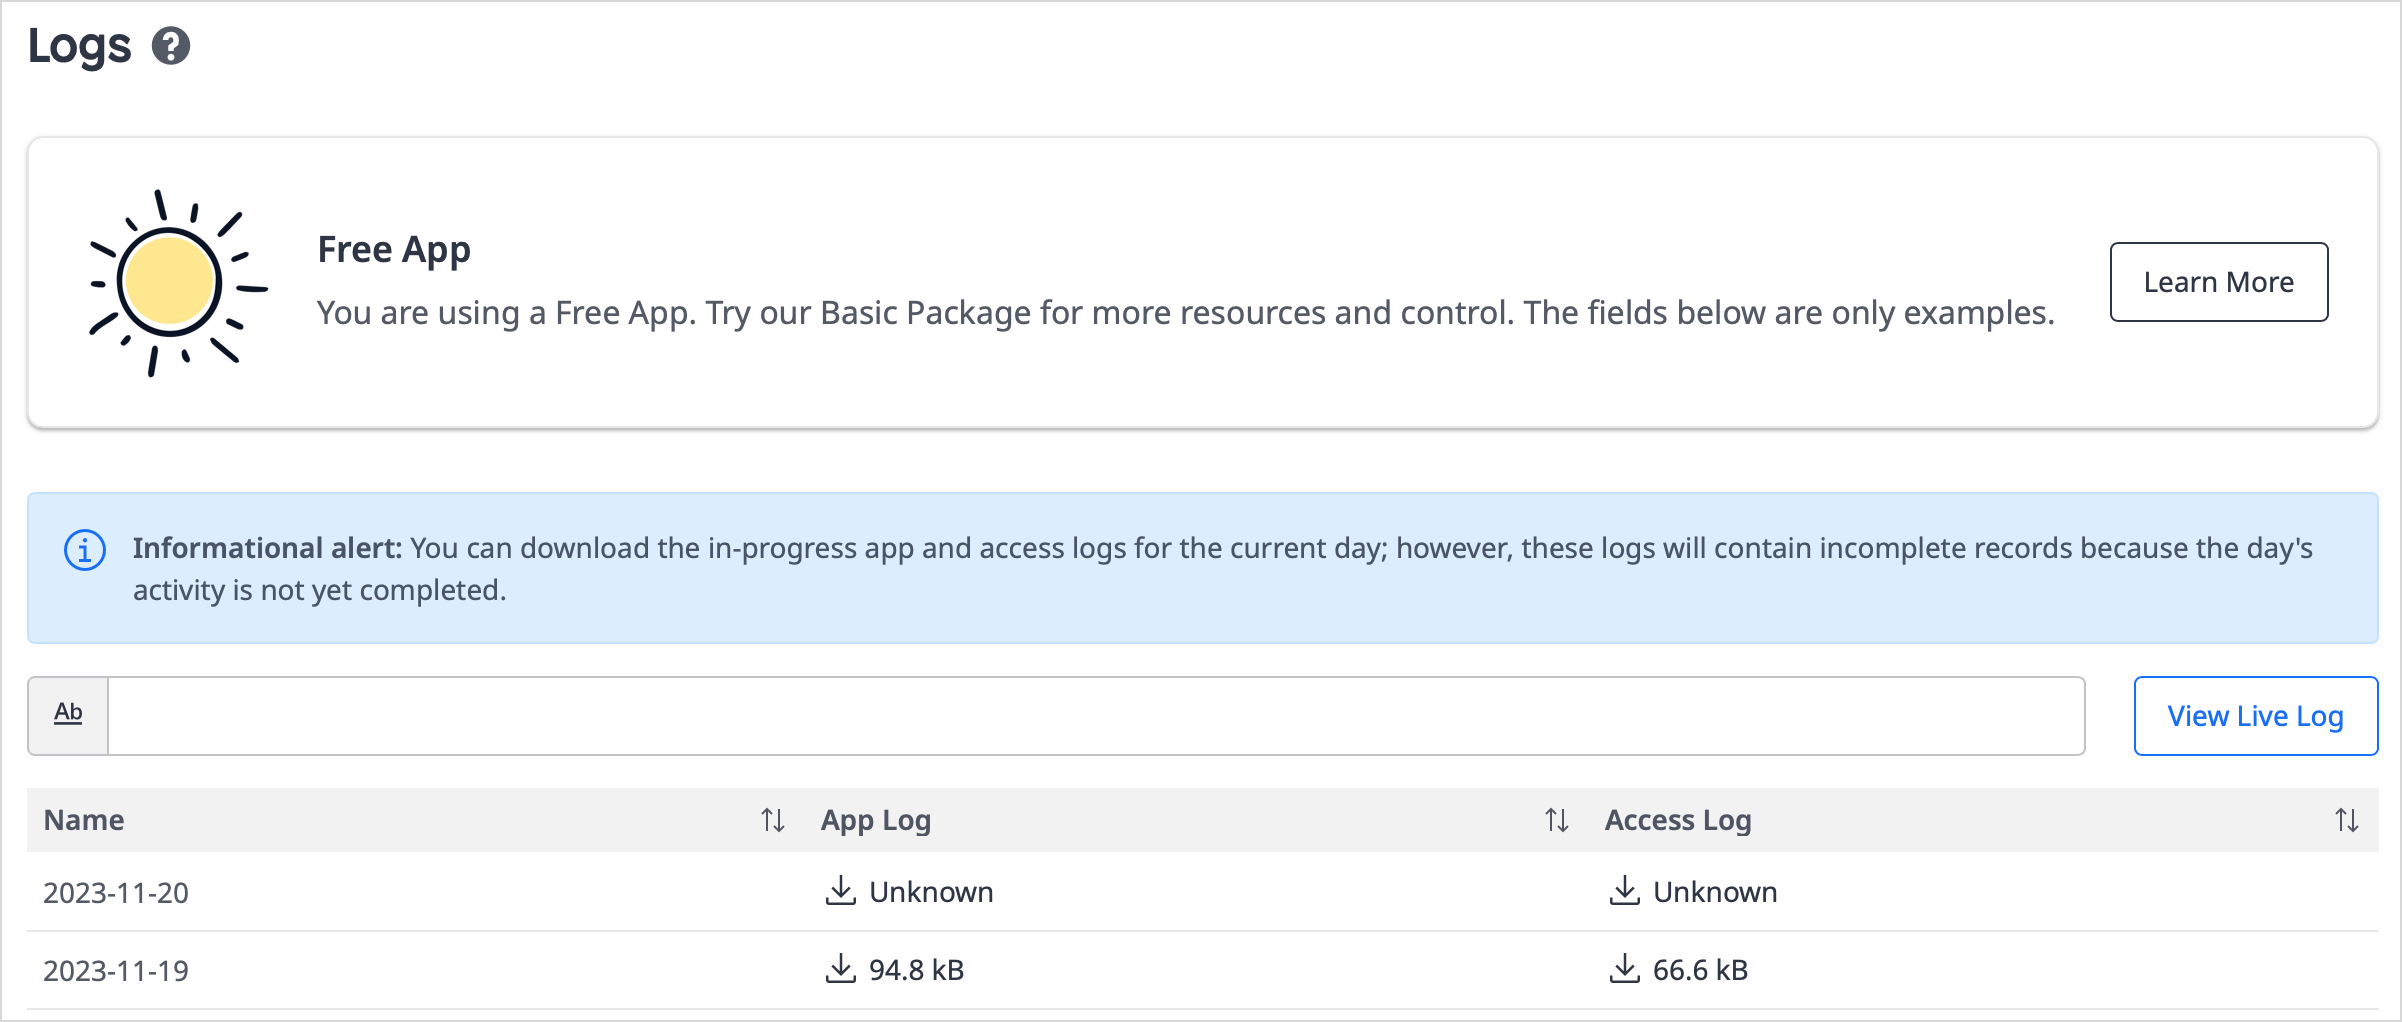 Logs ?
Free App
You are using a Free App. Try our Basic Package for more resources and control. The fields below are only examples.
Learn More
Informational alert: You can download the in-progress app and access logs for the current day; however, these logs will contain incomplete records because the day's
activity is not yet completed.
Ab
View Live Log
Name App Log Access Log
2023-11-20 Unknown Unknown
2023-11-19 94.8 kB 66.6 kB